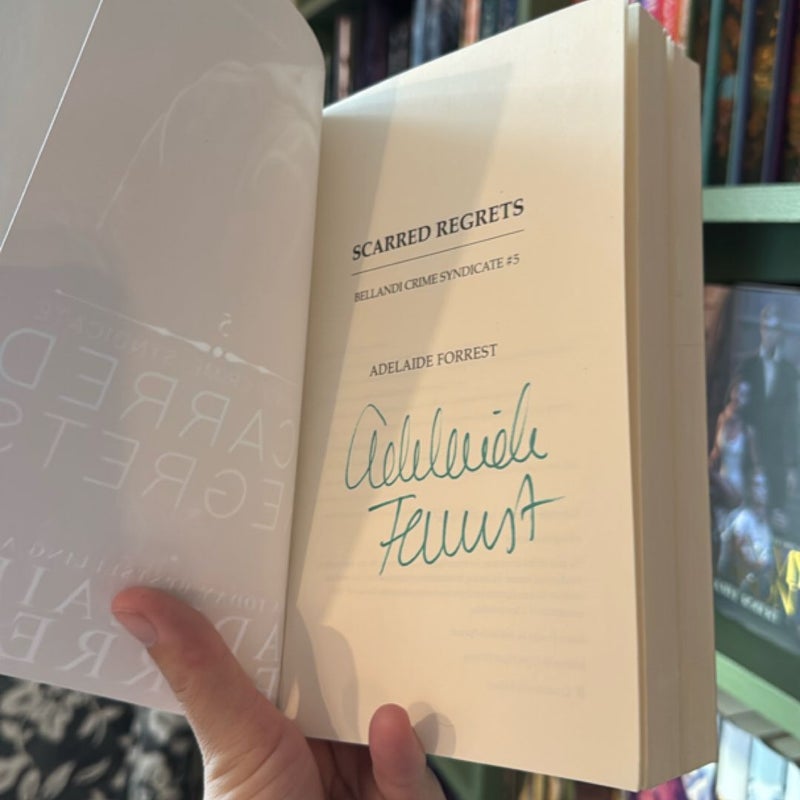 SCARRED REGRETS
BELLANDI CRIME SYNDICATE #5
ADELAIDE FORREST
Adelaide
Forrest